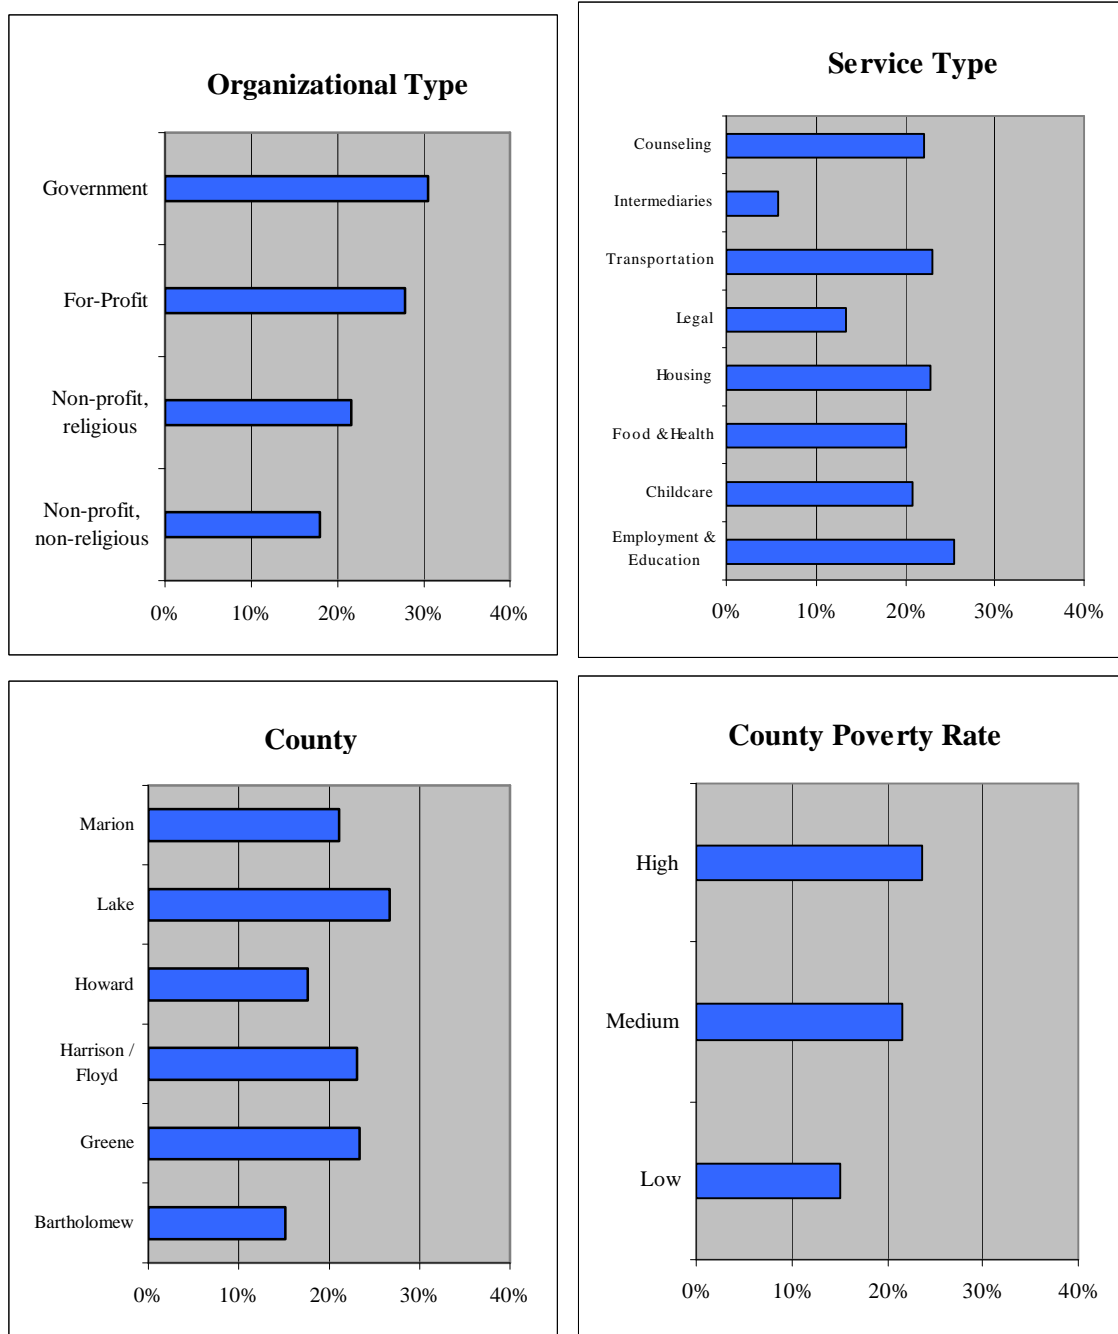 Organizational Type
Government
For-Profit
Non-profit,
religious
Non-profit,
non-religious
0% 10% 20% 30% 40%
Service Type
Counseling
Intermediaries
Transportation
Legal
Housing
Food & Health
Childcare
Employment &
Education
0% 10% 20% 30% 40%
County
Marion
Lake
Howard
Harrison /
Floyd
Greene
Bartholomew
0% 10% 20% 30% 40%
County Poverty Rate
High
Medium
Low
0% 10% 20% 30% 40%